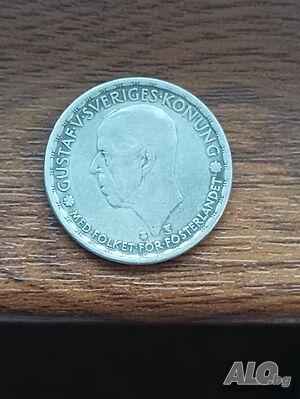 GUSTAF·V·SVERIGES·KONUNG
MED·FOLKET·FÖR·FOSTERLANDET
ALO.bg